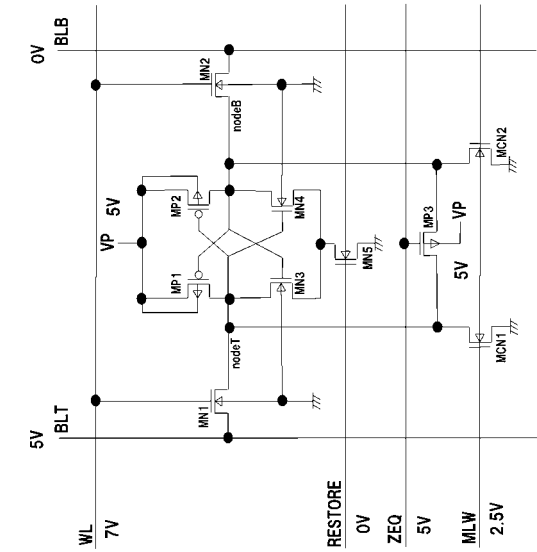 0V
BLB
MN2
nodeB
5V
VP
MP2
MN4
MCN2
MP1
MN3
MN5
MP3
VP
5V
nodeT
MN1
MCN1
5V
BLT
WL
7V
RESTORE
0V
ZEQ
5V
MLW
2.5V